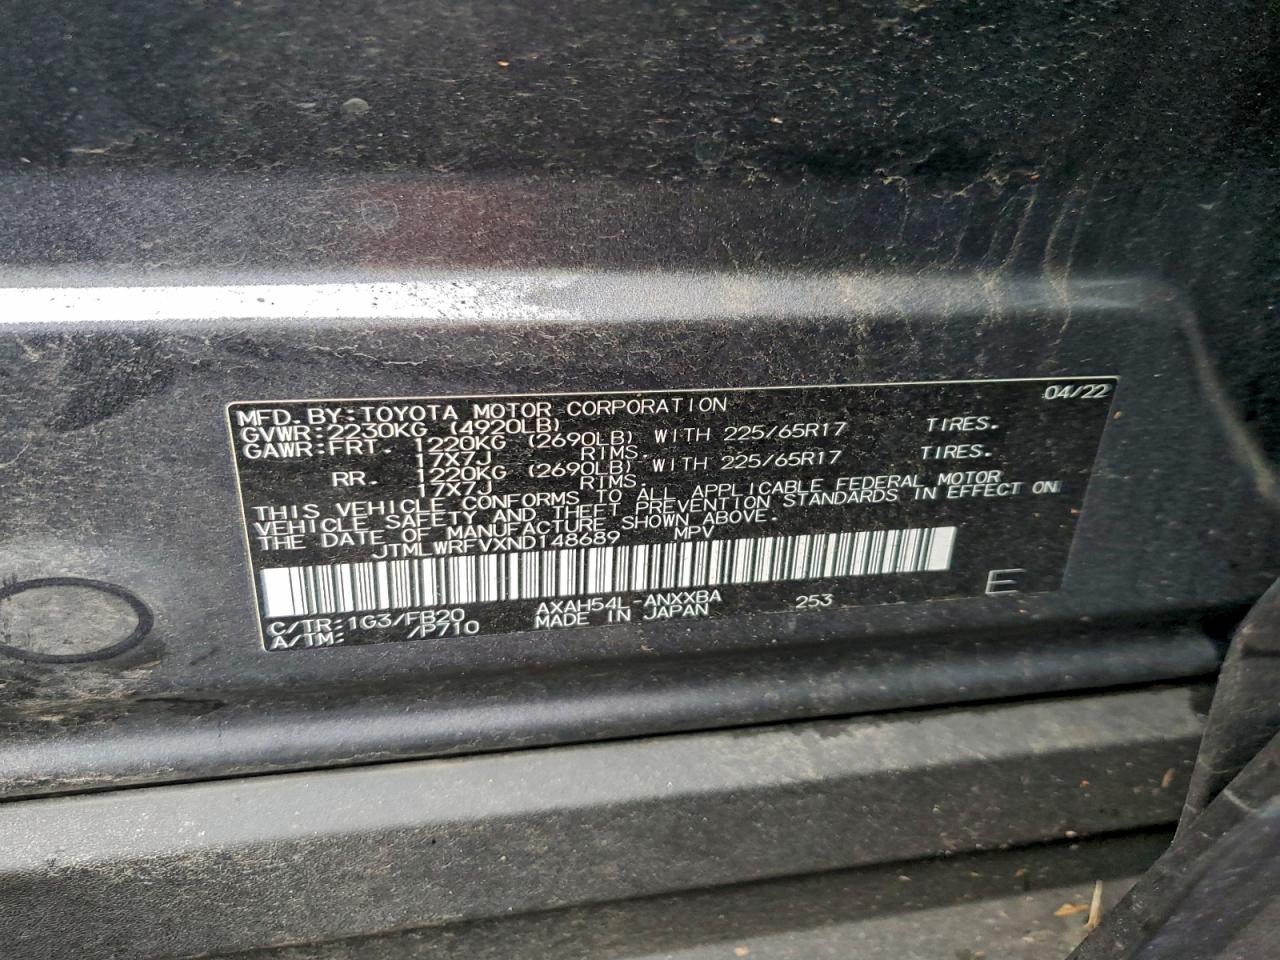 MFD. BY: TOYOTA MOTOR CORPORATION 04/22
GVWR: 2230KG (4920LB)
GAWR: FRT. 1220KG (2690LB) WITH 225/65R17 TIRES.
17X7J RIMS.
RR. 1220KG (2690LB) WITH 225/65R17 TIRES.
17X7J RIMS.
THIS VEHICLE CONFORMS TO ALL APPLICABLE FEDERAL MOTOR
VEHICLE SAFETY AND THEFT PREVENTION STANDARDS IN EFFECT ON
THE DATE OF MANUFACTURE SHOWN ABOVE.
JTMLWRFVXND148689 MPV
C/TR: 1G3/FB20 AXAH54L-ANXXBA 253 E
A/TM: /P710 MADE IN JAPAN